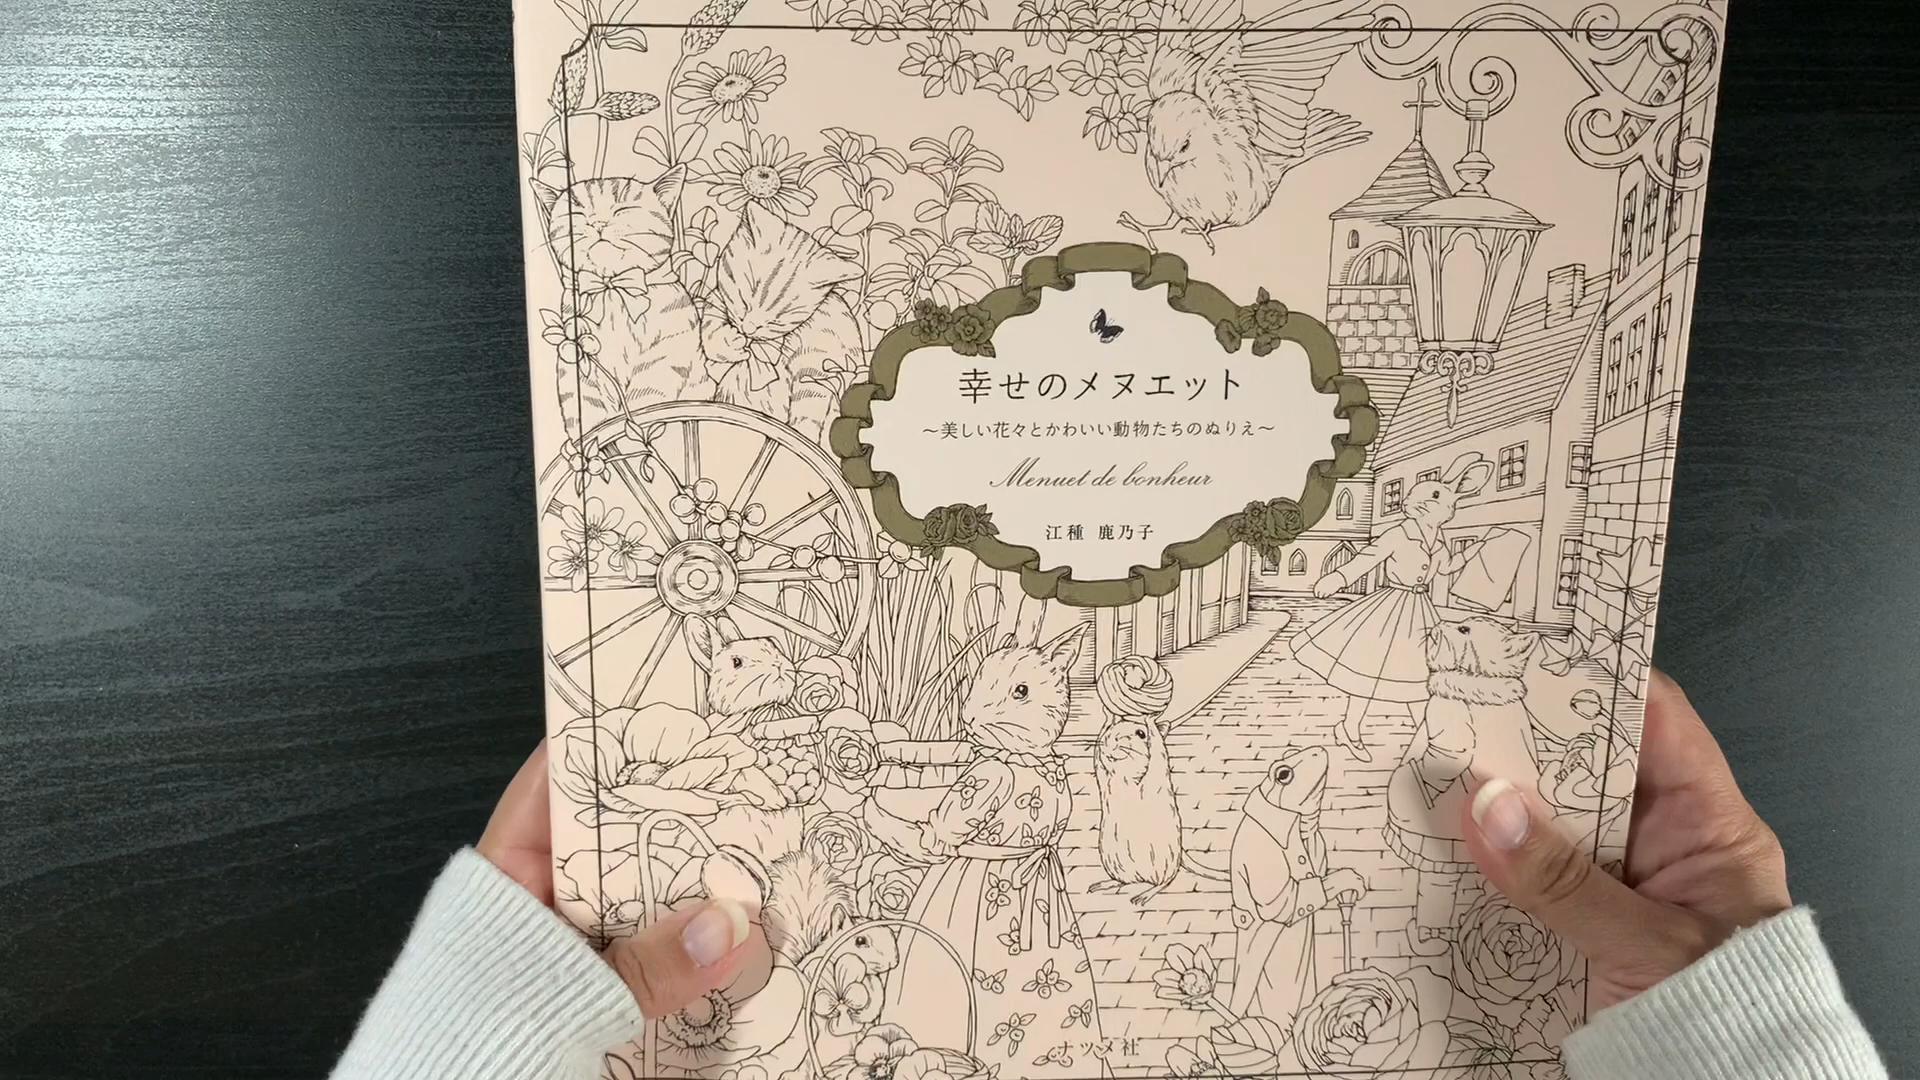 幸せのメヌエット
～美しい花々とかわいい動物たちのぬりえ～
Menuet de bonheur
江種 鹿乃子
ナツメ社